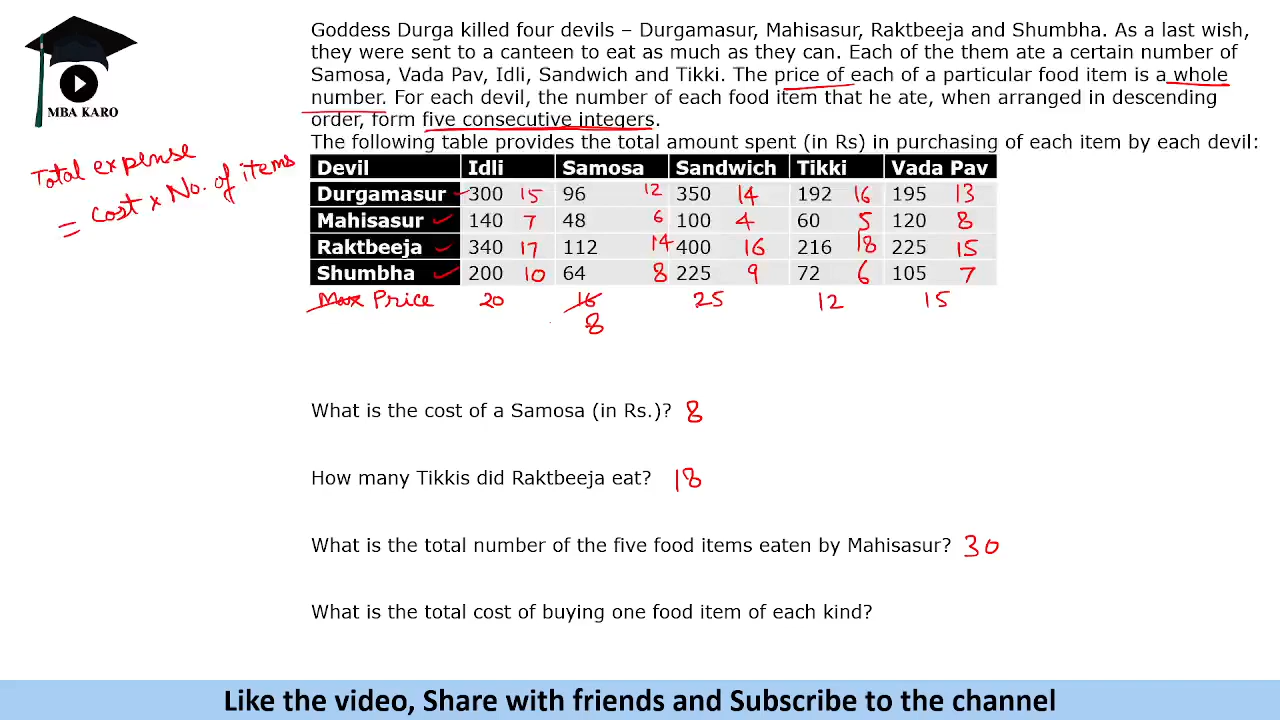 Goddess Durga killed four devils – Durgamasur, Mahisasur, Raktbeeja and Shumbha. As a last wish,
they were sent to a canteen to eat as much as they can. Each of the them ate a certain number of
Samosa, Vada Pav, Idli, Sandwich and Tikki. The price of each of a particular food item is a whole
number. For each devil, the number of each food item that he ate, when arranged in descending
order, form five consecutive integers.
The following table provides the total amount spent (in Rs) in purchasing of each item by each devil:
MBA KARO
Total expense
= cost x No. of items
Devil Idli Samosa Sandwich Tikki Vada Pav
Durgamasur 300 15 96 12 350 14 192 16 195 13
Mahisasur 140 7 48 6 100 4 60 5 120 8
Raktbeeja 340 17 112 14 400 16 216 18 225 15
Shumbha 200 10 64 8 225 9 72 6 105 7
Max Price 20 16 25 12 15
8
What is the cost of a Samosa (in Rs.)? 8
How many Tikkis did Raktbeeja eat? 18
What is the total number of the five food items eaten by Mahisasur? 30
What is the total cost of buying one food item of each kind?
Like the video, Share with friends and Subscribe to the channel